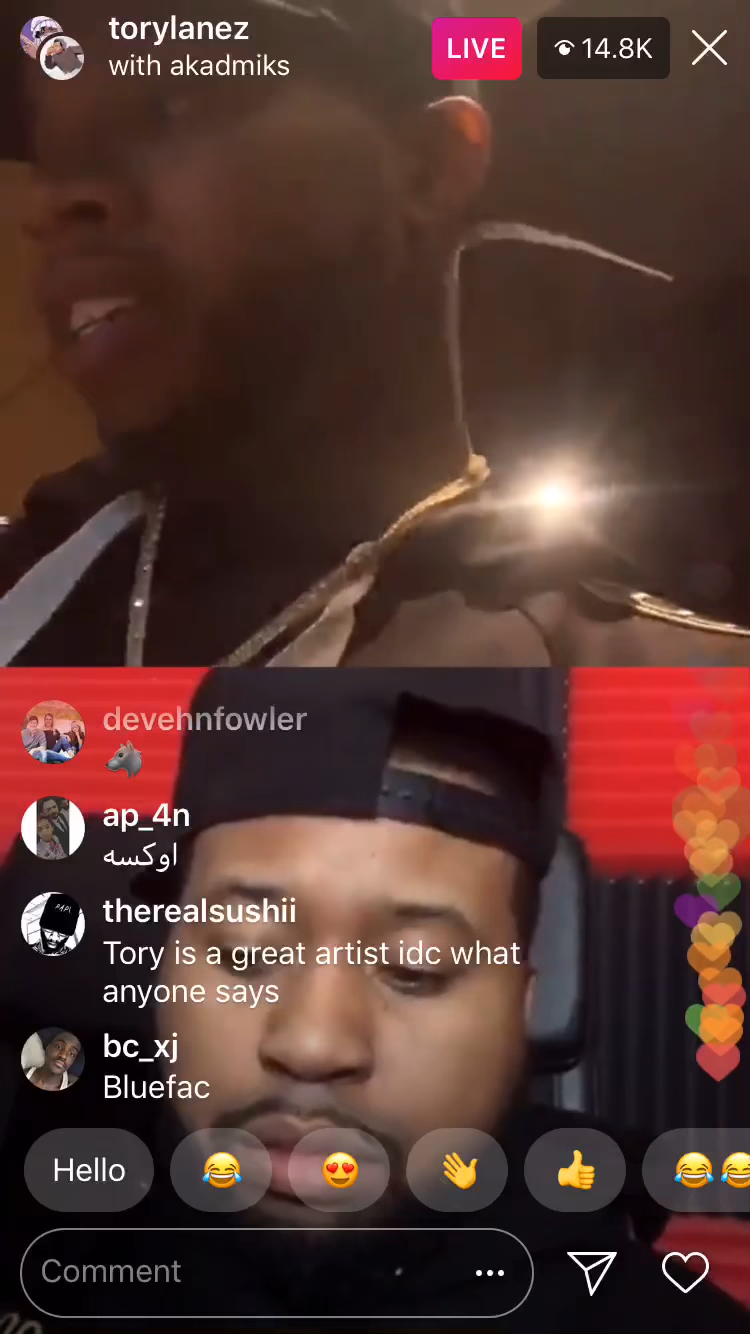 torylanez
with akadmiks
LIVE
14.8K
devehnfowler
ap_4n
اوكسه
therealsushii
Tory is a great artist idc what
anyone says
bc_xj
Bluefac
Hello
Comment